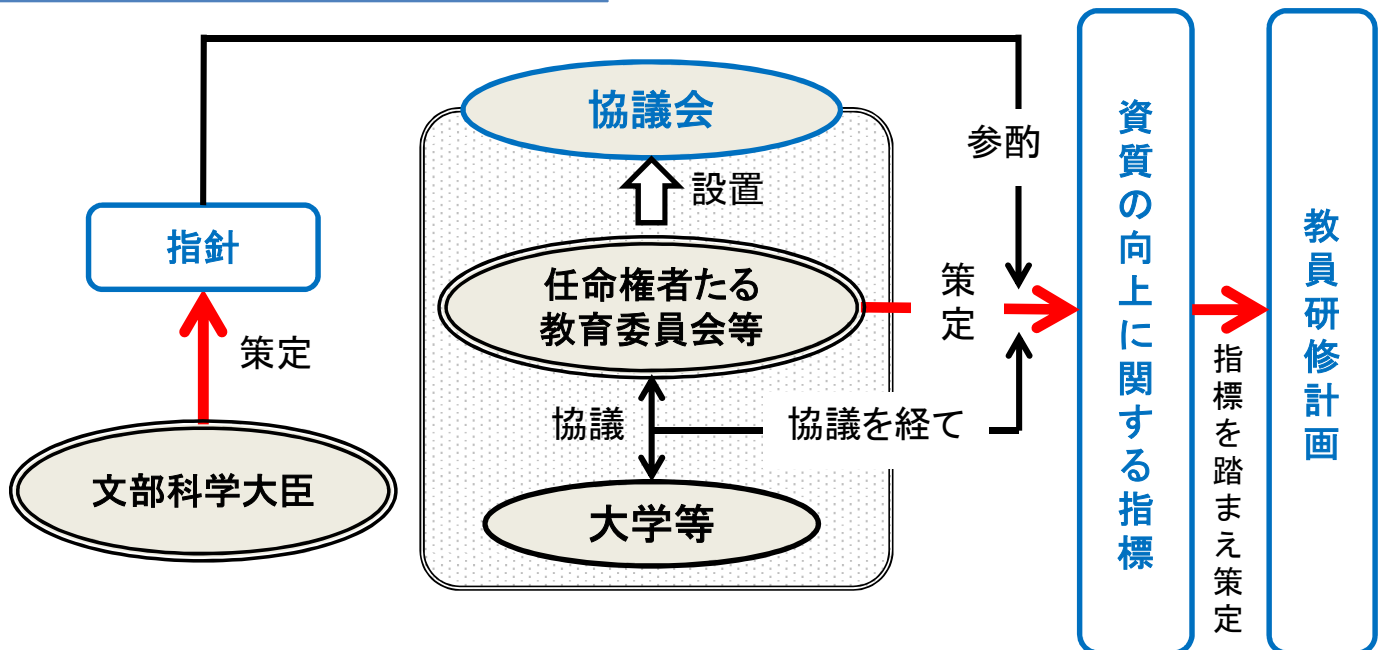 協議会
参酌
設置
指針
任命権者たる
教育委員会等
策定
策定
協議
協議を経て
文部科学大臣
大学等
資質の向上に関する指標
指標を踏まえ策定
教員研修計画